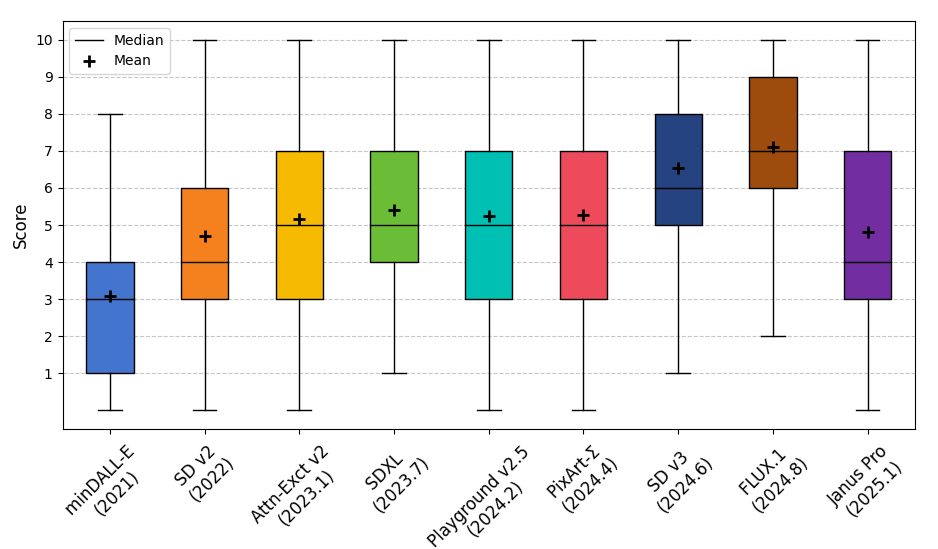 Median
Mean
Score
10
9
8
7
6
5
4
3
2
1
minDALL-E
(2021)
SD v2
(2022)
Attn-Exct v2
(2023.1)
SDXL
(2023.7)
Playground v2.5
(2024.2)
PixArt-Σ
(2024.4)
SD v3
(2024.6)
FLUX.1
(2024.8)
Janus Pro
(2025.1)